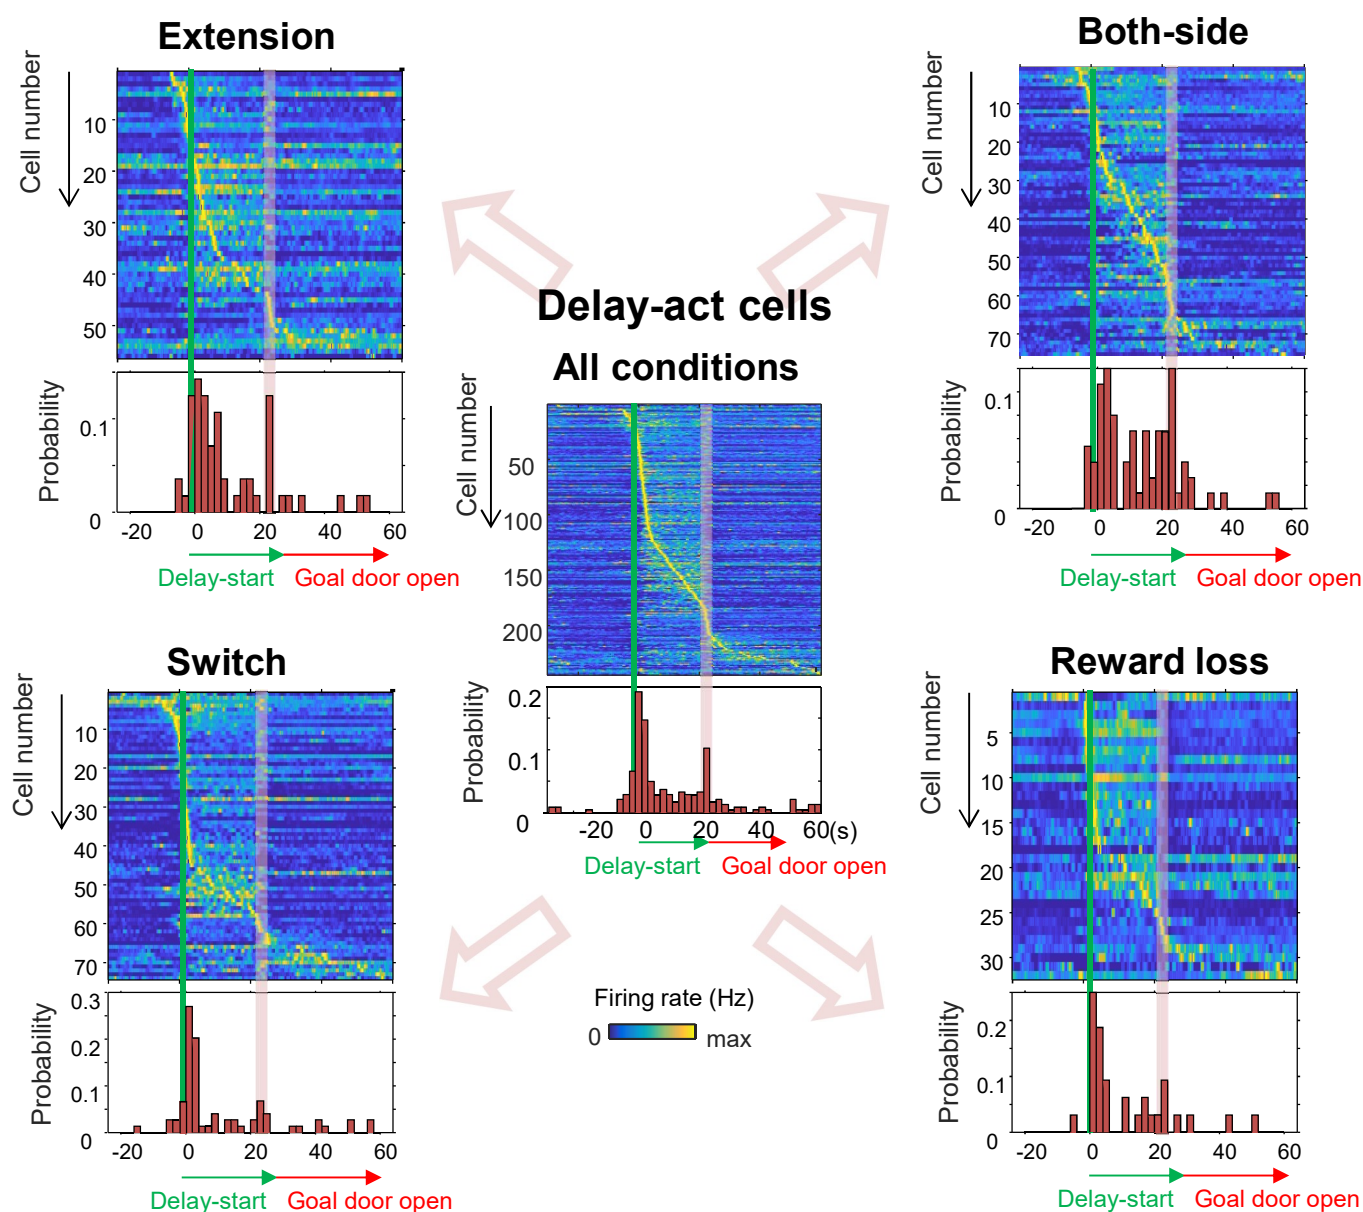 Extension
Cell number
10
20
30
40
50
Probability
0.1
0
-20
0
20
40
60
Delay-start
Goal door open
Both-side
Cell number
10
20
30
40
50
60
70
Probability
0.1
0
-20
0
20
40
60
Delay-start
Goal door open
Delay-act cells
All conditions
Cell number
50
100
150
200
Probability
0.2
0.1
0
-20
0
20
40
60(s)
Delay-start
Goal door open
Switch
Cell number
10
20
30
40
50
60
70
Probability
0.3
0.2
0.1
0
-20
0
20
40
60
Delay-start
Goal door open
Firing rate (Hz)
0
max
Reward loss
Cell number
5
10
15
20
25
30
Probability
0.2
0.1
0
-20
0
20
40
60
Delay-start
Goal door open